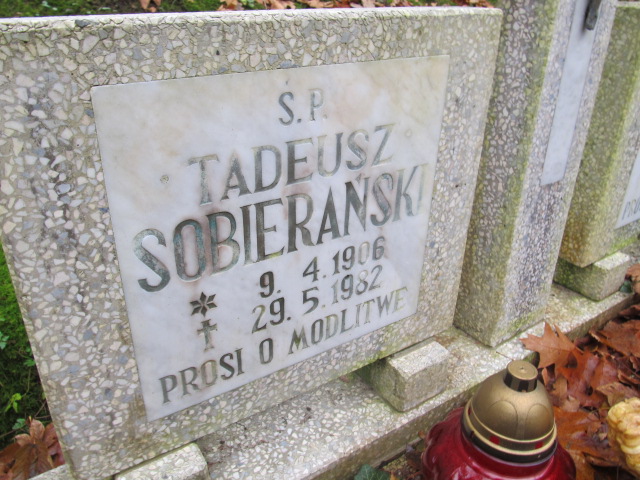 Ś.P.
TADEUSZ
SOBIERAŃSKI
9. 4. 1906
29. 5. 1982
PROSI O MODLITWĘ